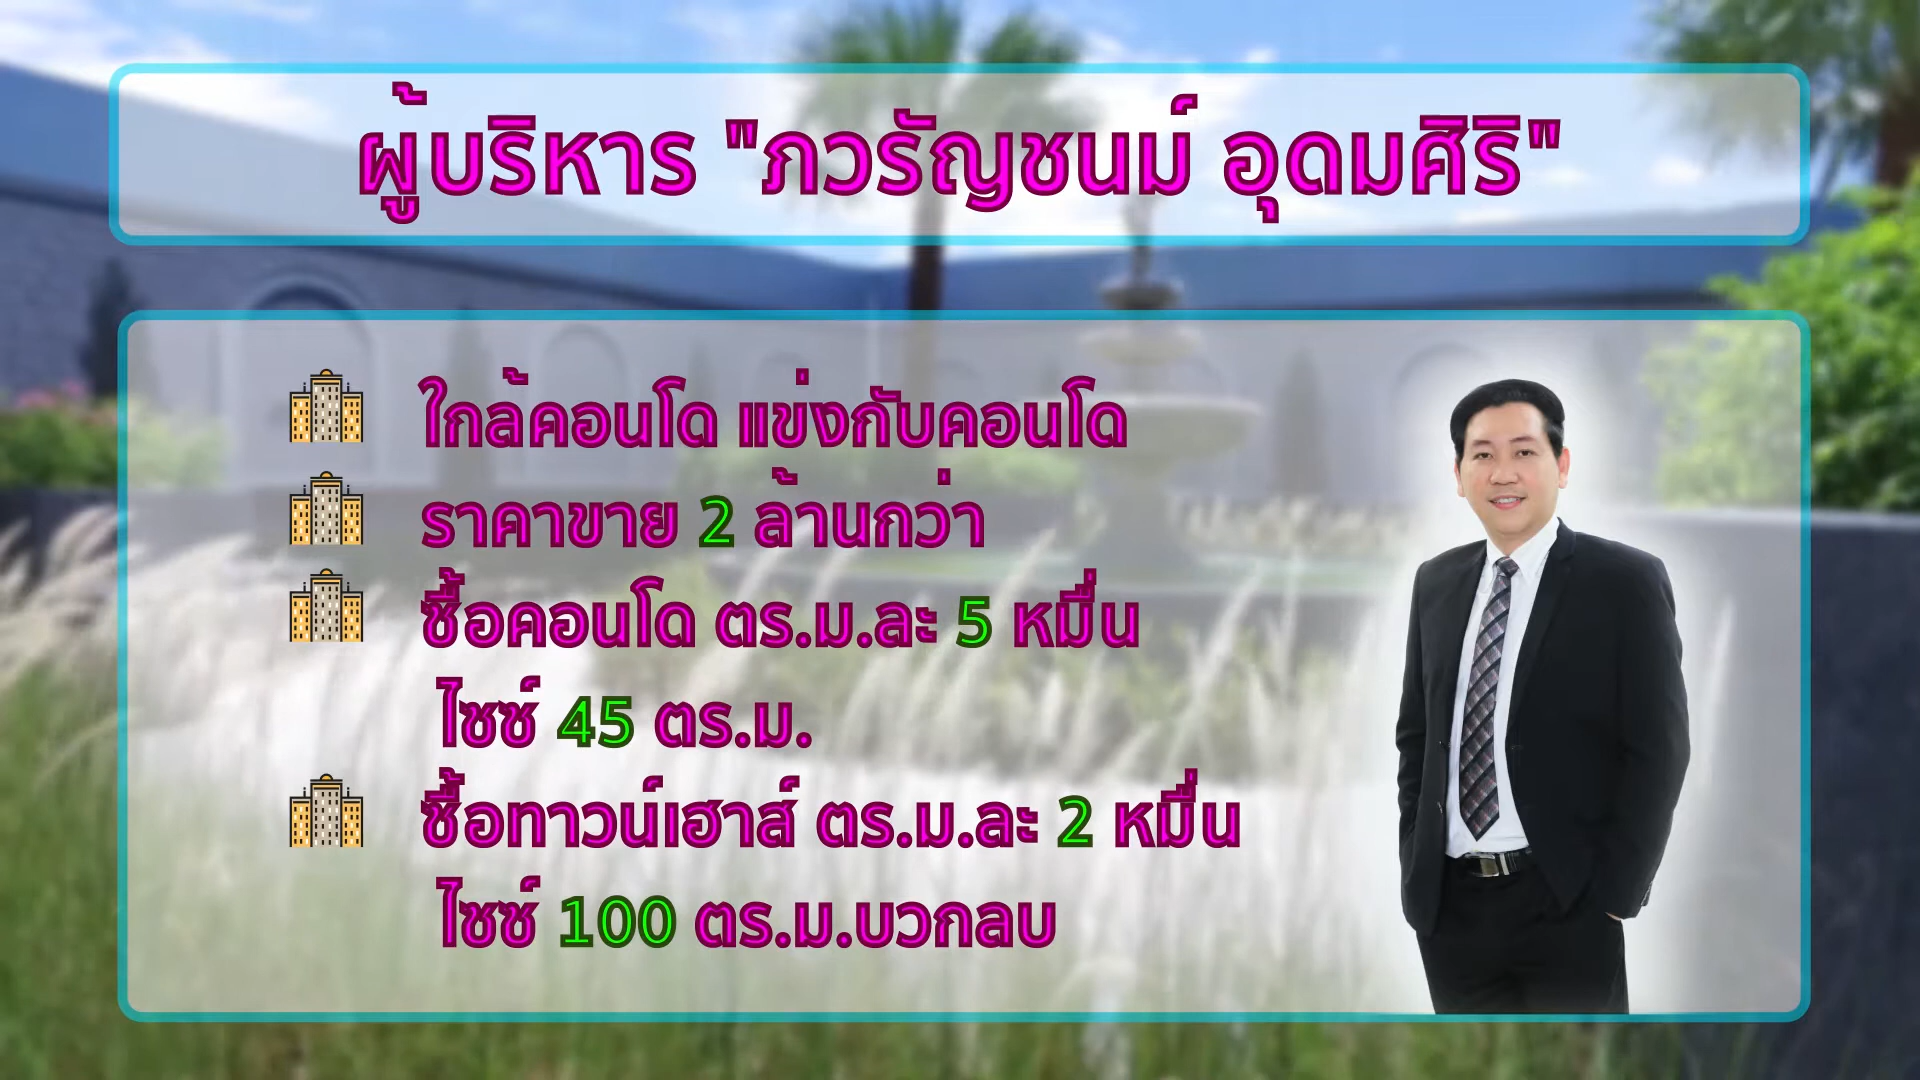 ผู้บริหาร "ภวรัญชนม์ อุดมศิริ"
ใกล้คอนโด แข่งกับคอนโด
ราคาขาย 2 ล้านกว่า
ซื้อคอนโด ตร.ม.ละ 5 หมื่น
ไซซ์ 45 ตร.ม.
ซื้อทาวน์เฮาส์ ตร.ม.ละ 2 หมื่น
ไซซ์ 100 ตร.ม.บวกลบ